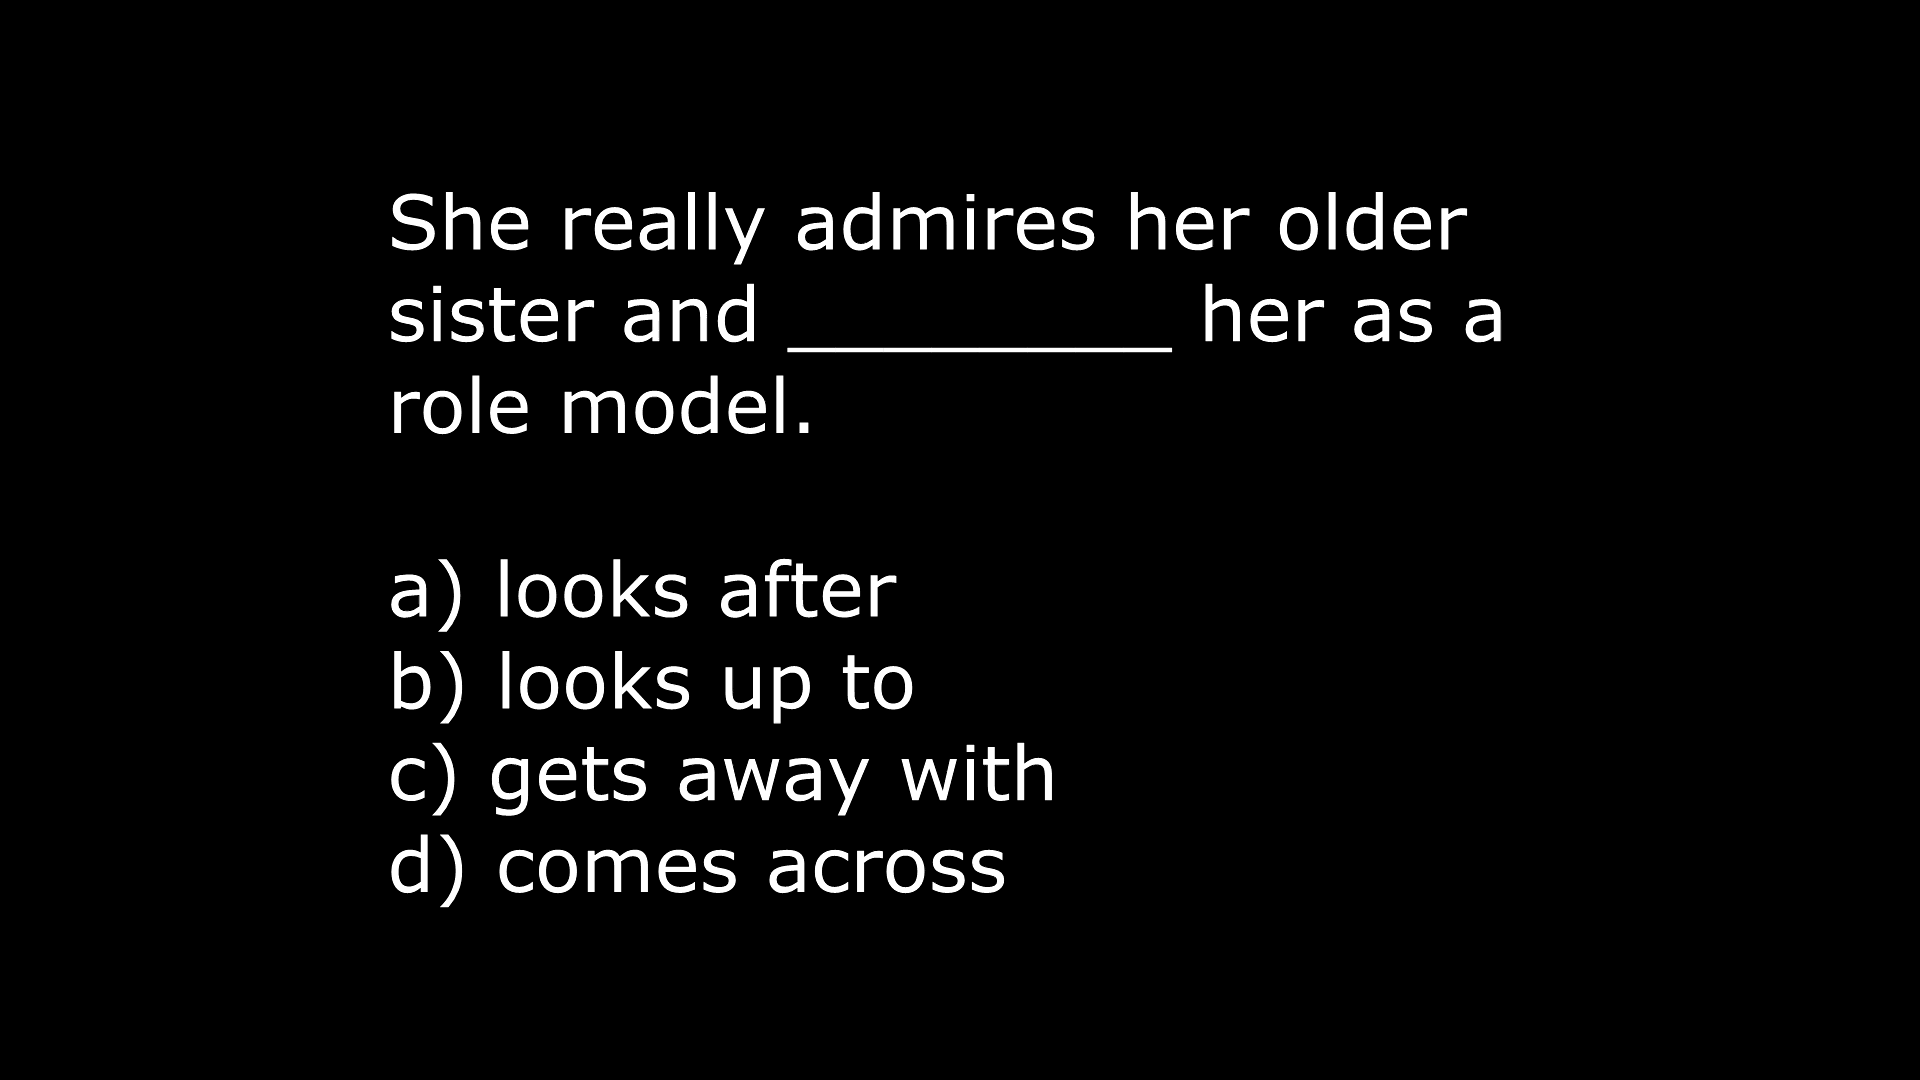 She really admires her older
sister and __________ her as a
role model.
a) looks after
b) looks up to
c) gets away with
d) comes across